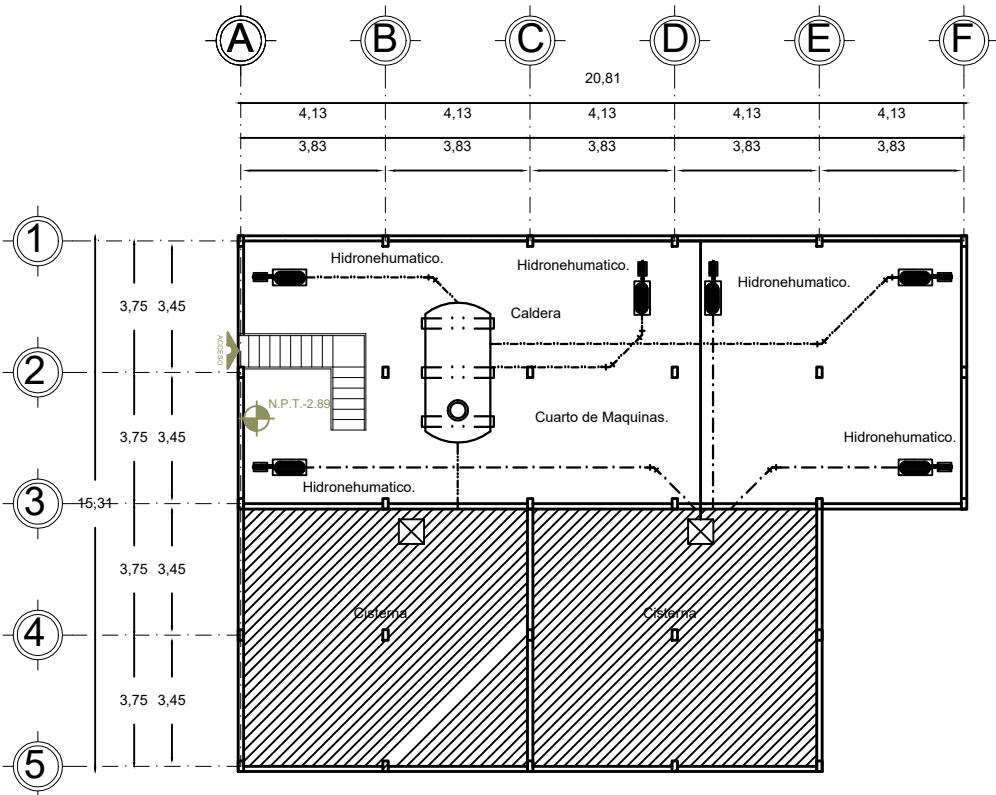 A B C D E F
20,81
4,13 4,13 4,13 4,13 4,13
3,83 3,83 3,83 3,83 3,83
1
Hidronehumatico. Hidronehumatico. Hidronehumatico.
3,75 3,45 Caldera
ACCESO
2
N.P.T.-2.89
Cuarto de Maquinas.
3,75 3,45 Hidronehumatico.
Hidronehumatico.
3 15,31
3,75 3,45
Cisterna Cisterna
4
3,75 3,45
5